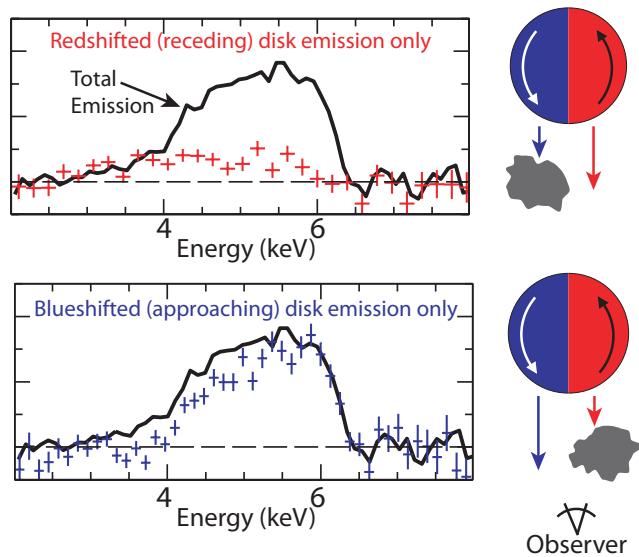 Redshifted (receding) disk emission only
Total
Emission
4
6
Energy (keV)
Blueshifted (approaching) disk emission only
4
6
Energy (keV)
Observer